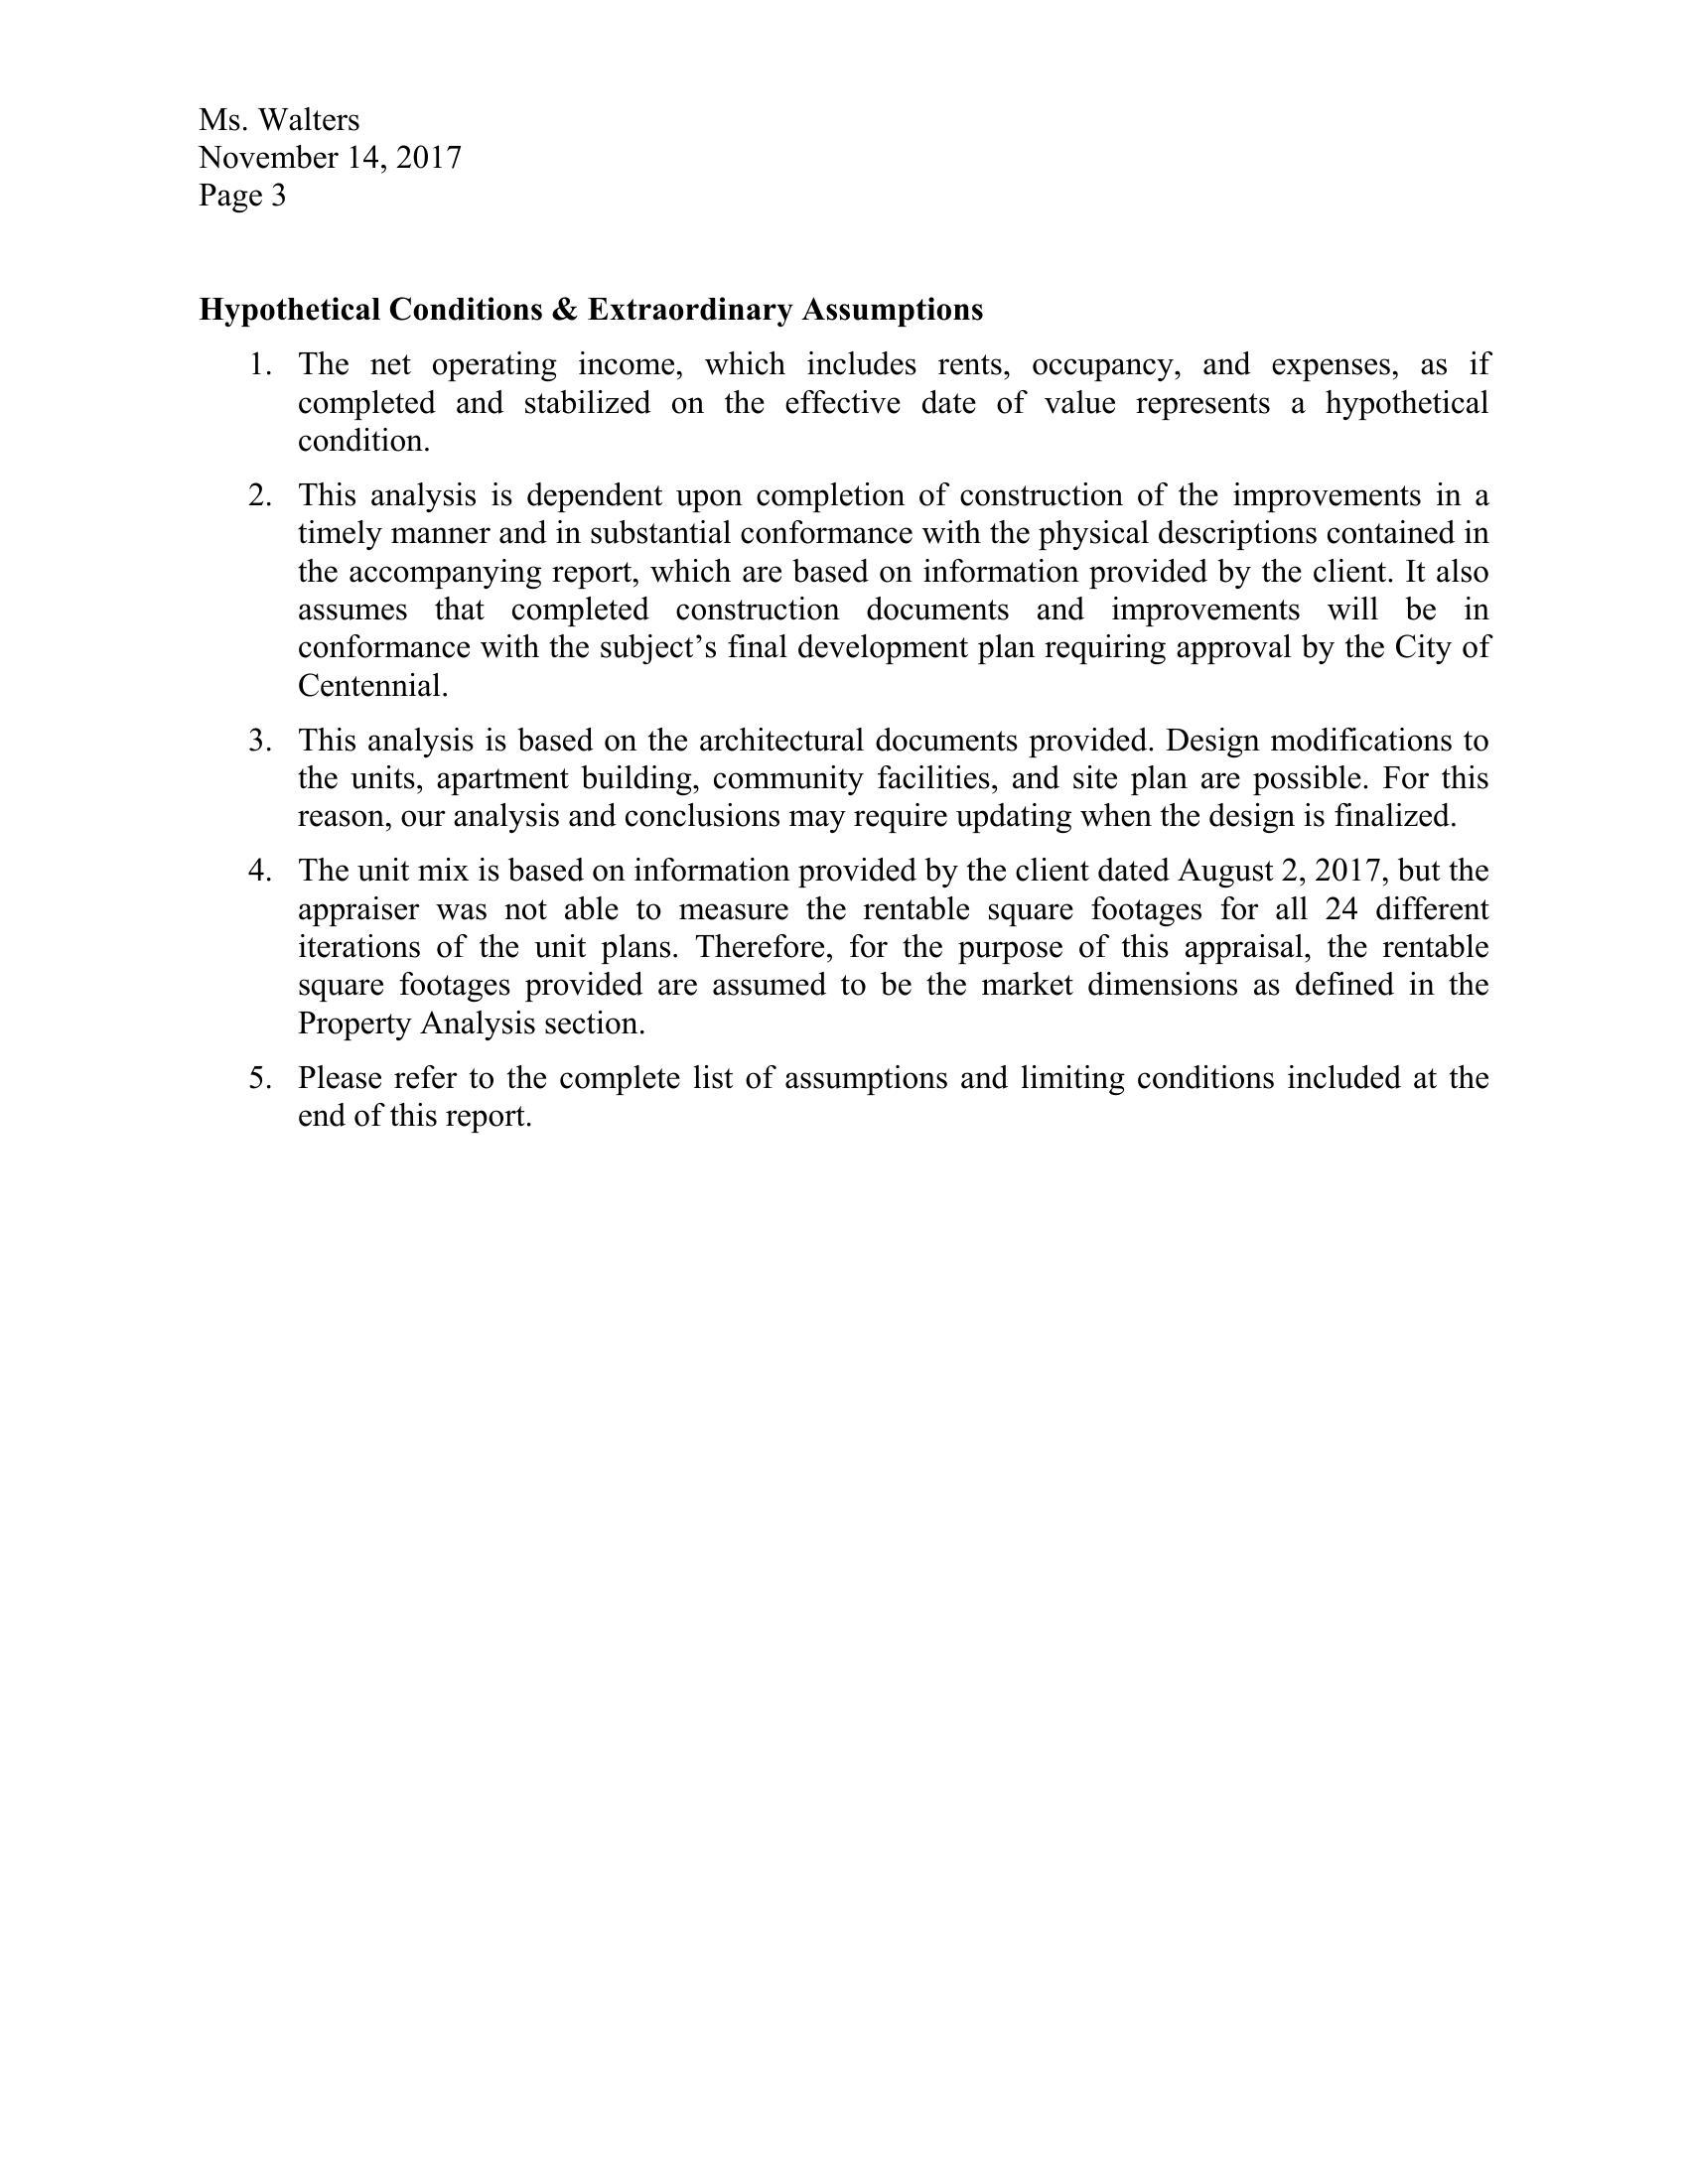 Ms. Walters
November 14, 2017
Page 3
Hypothetical Conditions & Extraordinary Assumptions
1. The net operating income, which includes rents, occupancy, and expenses, as if
completed and stabilized on the effective date of value represents a hypothetical
condition.
2. This analysis is dependent upon completion of construction of the improvements in a
timely manner and in substantial conformance with the physical descriptions contained in
the accompanying report, which are based on information provided by the client. It also
assumes that completed construction documents and improvements will be in
conformance with the subject’s final development plan requiring approval by the City of
Centennial.
3. This analysis is based on the architectural documents provided. Design modifications to
the units, apartment building, community facilities, and site plan are possible. For this
reason, our analysis and conclusions may require updating when the design is finalized.
4. The unit mix is based on information provided by the client dated August 2, 2017, but the
appraiser was not able to measure the rentable square footages for all 24 different
iterations of the unit plans. Therefore, for the purpose of this appraisal, the rentable
square footages provided are assumed to be the market dimensions as defined in the
Property Analysis section.
5. Please refer to the complete list of assumptions and limiting conditions included at the
end of this report.